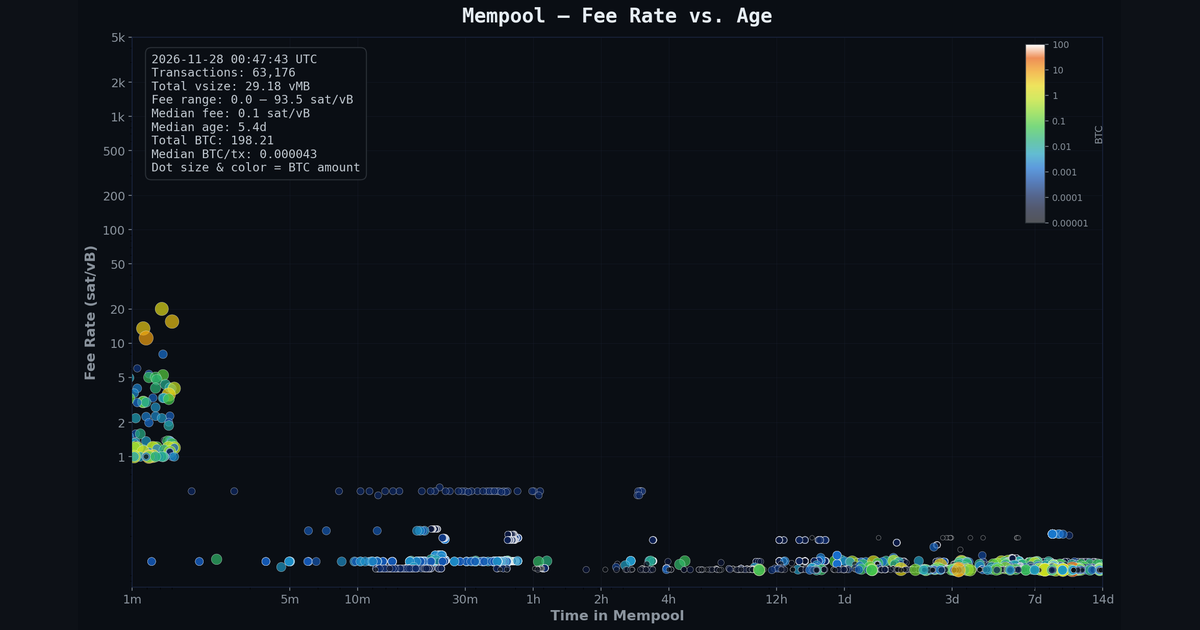 Mempool — Fee Rate vs. Age
2026-11-28 00:47:43 UTC
Transactions: 63,176
Total vsize: 29.18 vMB
Fee range: 0.0 – 93.5 sat/vB
Median fee: 0.1 sat/vB
Median age: 5.4d
Total BTC: 198.21
Median BTC/tx: 0.000043
Dot size & color = BTC amount
5k
2k
1k
500
200
100
50
20
10
5
2
1
Fee Rate (sat/vB)
100
10
1
0.1
0.01
0.001
0.0001
0.00001
BTC
1m 5m 10m 30m 1h 2h 4h 12h 1d 3d 7d 14d
Time in Mempool